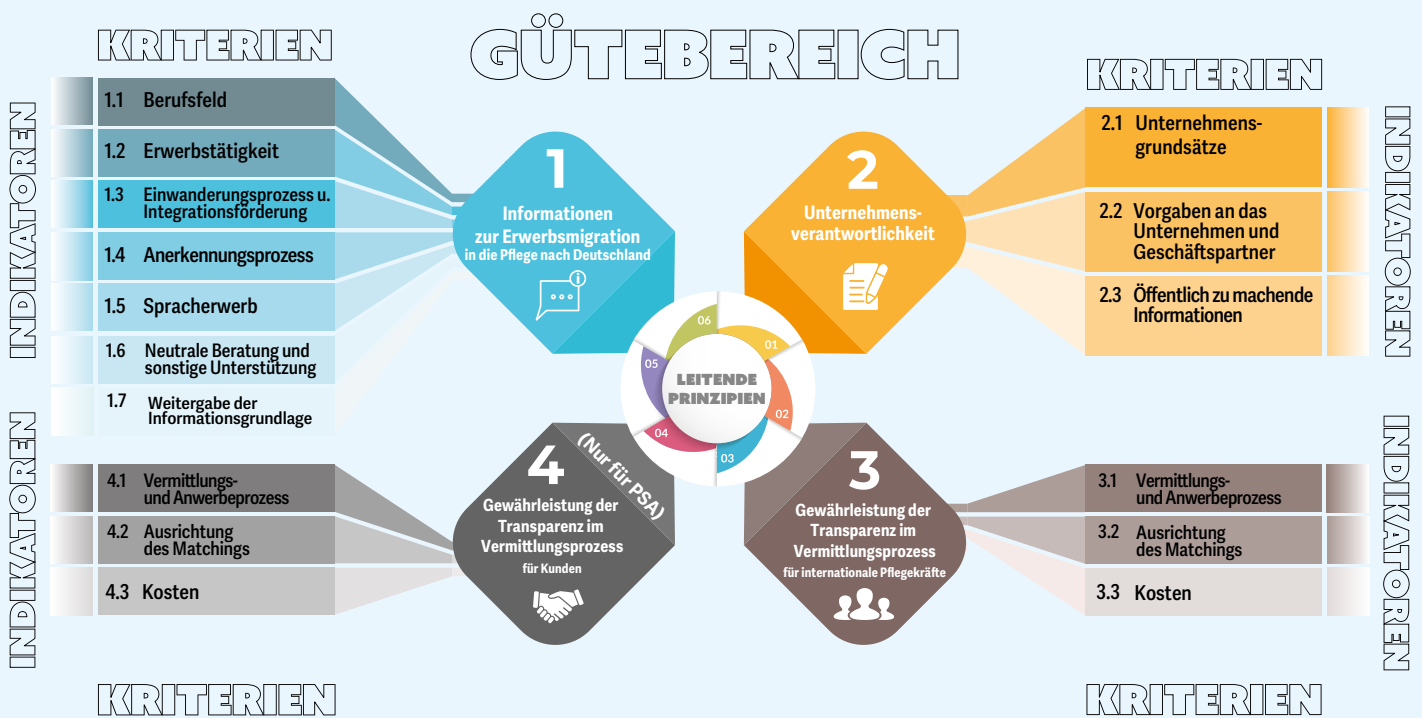 GÜTEBEREICH
KRITERIEN
INDIKATOREN
1.1 Berufsfeld
1.2 Erwerbstätigkeit
1.3 Einwanderungsprozess u.
Integrationsförderung
1.4 Anerkennungsprozess
1.5 Spracherwerb
1.6 Neutrale Beratung und
sonstige Unterstützung
1.7 Weitergabe der
Informationsgrundlage
1
Informationen
zur Erwerbsmigration
in die Pflege nach Deutschland
i
2
Unternehmens-
verantwortlichkeit
KRITERIEN
INDIKATOREN
2.1 Unternehmens-
grundsätze
2.2 Vorgaben an das
Unternehmen und
Geschäftspartner
2.3 Öffentlich zu machende
Informationen
LEITENDE
PRINZIPIEN
01
02
03
04
05
06
INDIKATOREN
4.1 Vermittlungs-
und Anwerbeprozess
4.2 Ausrichtung
des Matchings
4.3 Kosten
KRITERIEN
4
(Nur für PSA)
Gewährleistung der
Transparenz im
Vermittlungsprozess
für Kunden
3
Gewährleistung der
Transparenz im
Vermittlungsprozess
für internationale Pflegekräfte
3.1 Vermittlungs-
und Anwerbeprozess
3.2 Ausrichtung
des Matchings
3.3 Kosten
INDIKATOREN
KRITERIEN